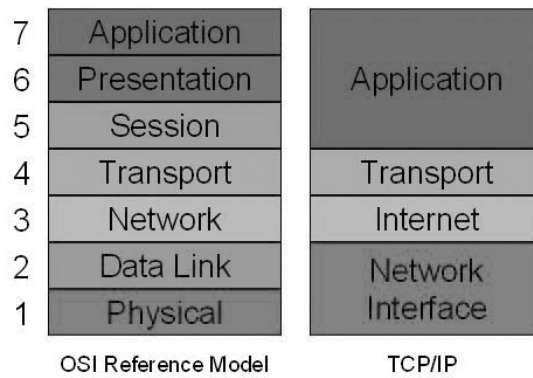 7 Application
6 Presentation
5 Session
4 Transport
3 Network
2 Data Link
1 Physical
OSI Reference Model
Application
Transport
Internet
Network
Interface
TCP/IP